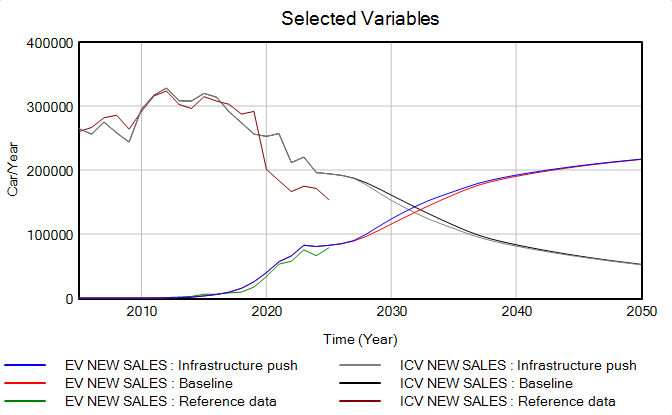 Selected Variables
400000
300000
200000
100000
0
Car/Year
2010 2020 2030 2040 2050
Time (Year)
EV NEW SALES : Infrastructure push
EV NEW SALES : Baseline
EV NEW SALES : Reference data
ICV NEW SALES : Infrastructure push
ICV NEW SALES : Baseline
ICV NEW SALES : Reference data